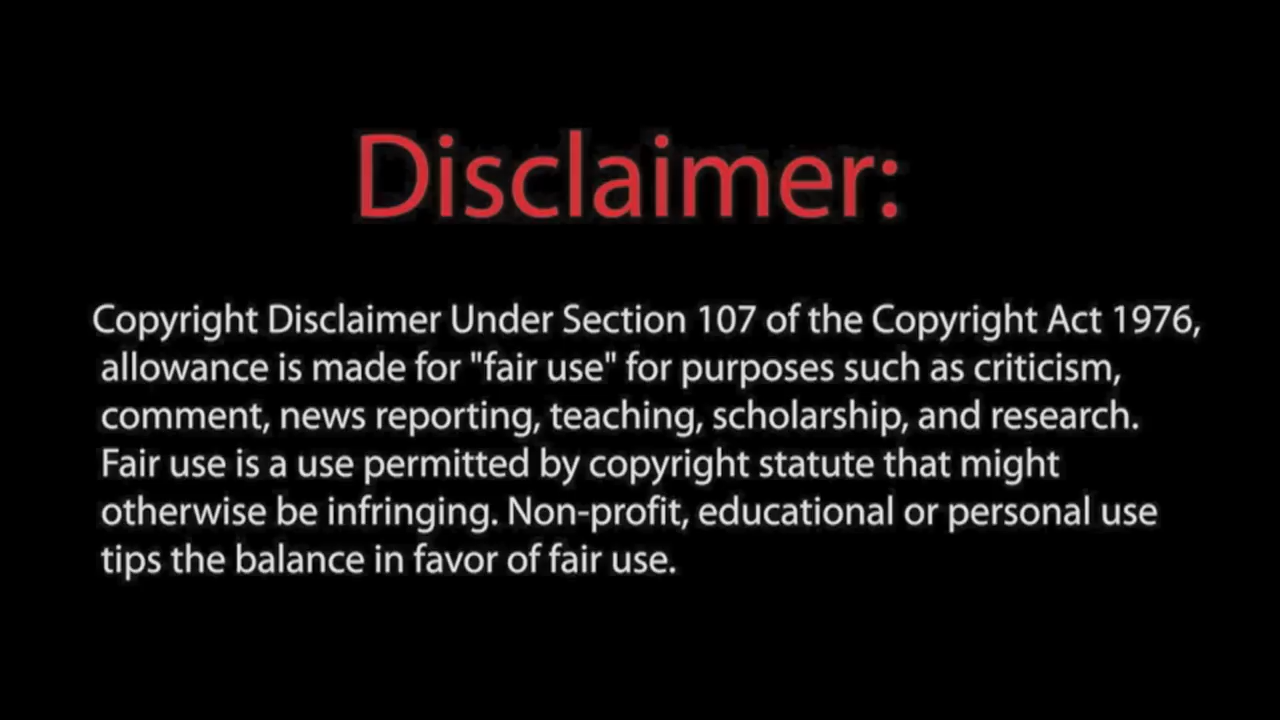 Disclaimer:
Copyright Disclaimer Under Section 107 of the Copyright Act 1976,
allowance is made for "fair use" for purposes such as criticism,
comment, news reporting, teaching, scholarship, and research.
Fair use is a use permitted by copyright statute that might
otherwise be infringing. Non-profit, educational or personal use
tips the balance in favor of fair use.